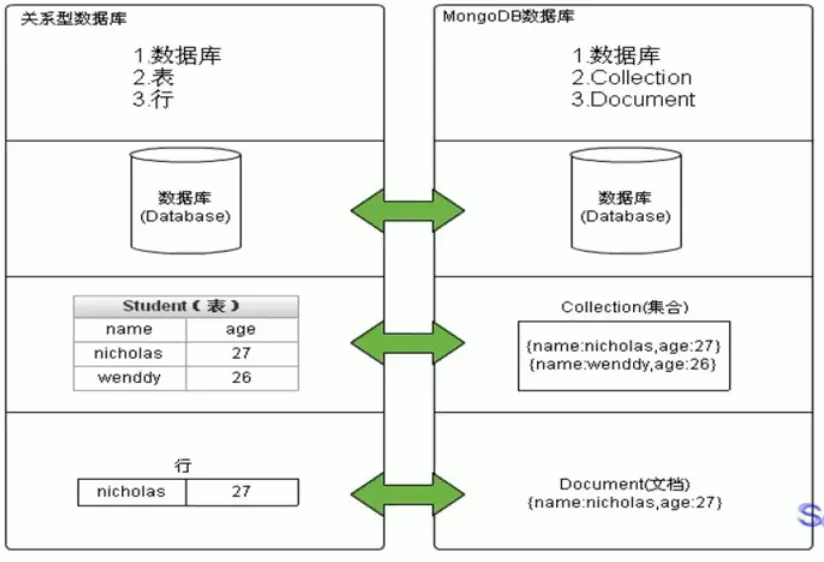 关系型数据库
1.数据库
2.表
3.行
数据库
(Database)
Student(表)
name age
nicholas 27
wenddy 26
行
nicholas 27
MongoDB数据库
1.数据库
2.Collection
3.Document
数据库
(Database)
Collection(集合)
{name:nicholas,age:27}
{name:wenddy,age:26}
Document(文档)
{name:nicholas,age:27}